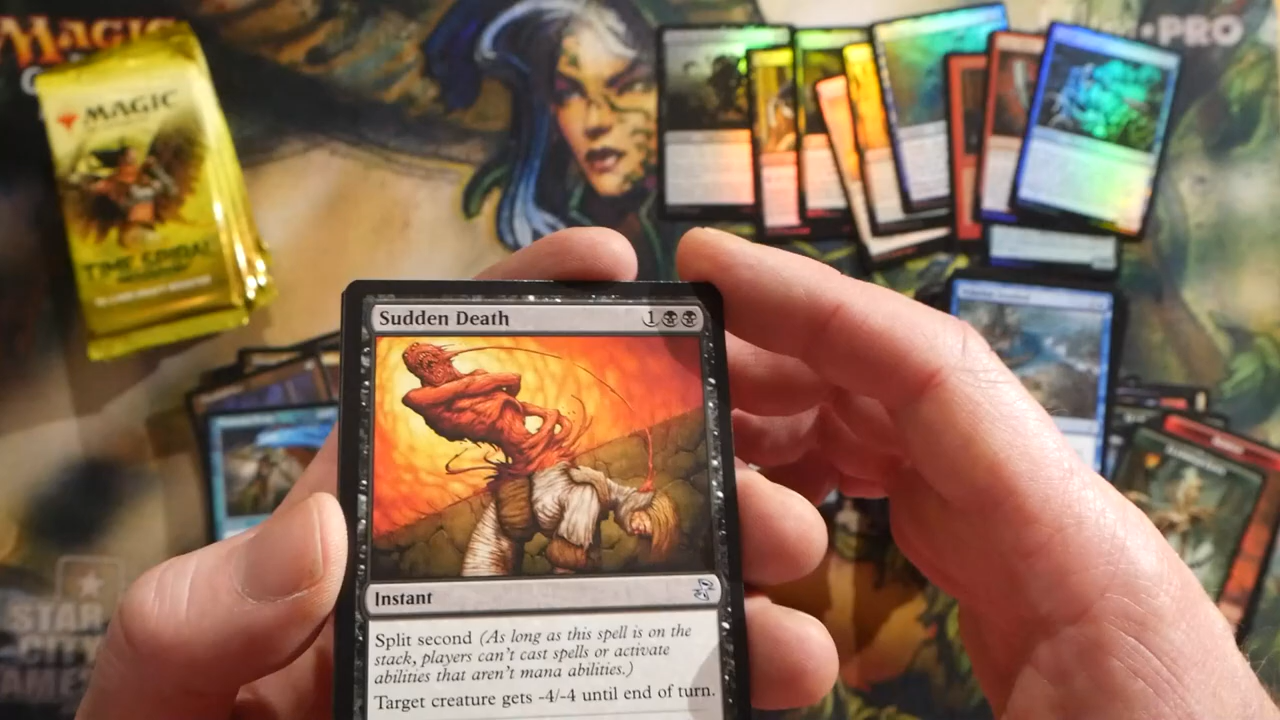 MAGIC
PRO
MAGIC
TIME SPIRAL
Sudden Death
1
Instant
Split second (As long as this spell is on the
stack, players can't cast spells or activate
abilities that aren't mana abilities.)
Target creature gets -4/-4 until end of turn.
STAR
CITY
GAMES